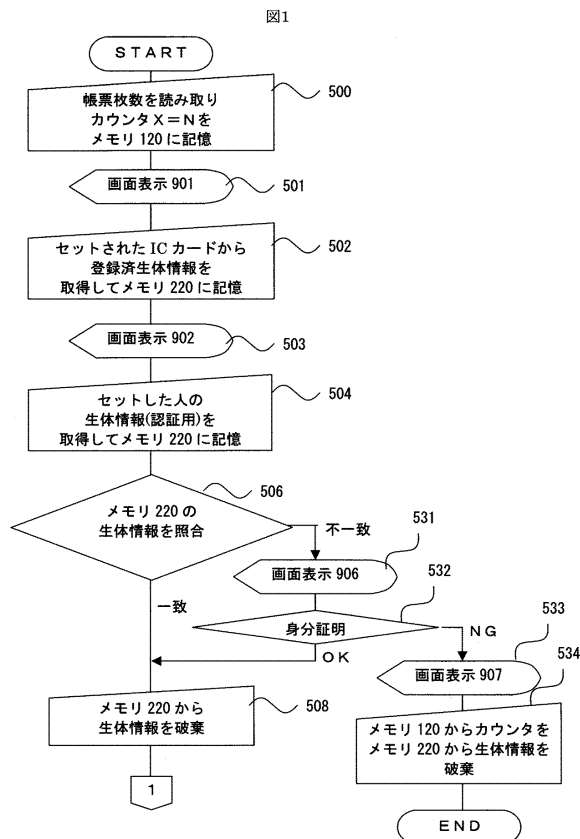 図1
START
帳票枚数を読み取り
カウンタX=Nを
メモリ120に記憶
500
画面表示901
501
セットされたICカードから
登録済生体情報を
取得してメモリ220に記憶
502
画面表示902
503
セットした人の
生体情報(認証用)を
取得してメモリ220に記憶
504
メモリ220の
生体情報を照合
506
不一致
一致
画面表示906
531
身分証明
532
NG
OK
画面表示907
533
534
メモリ220から
生体情報を破棄
508
メモリ120からカウンタを
メモリ220から生体情報を
破棄
1
END